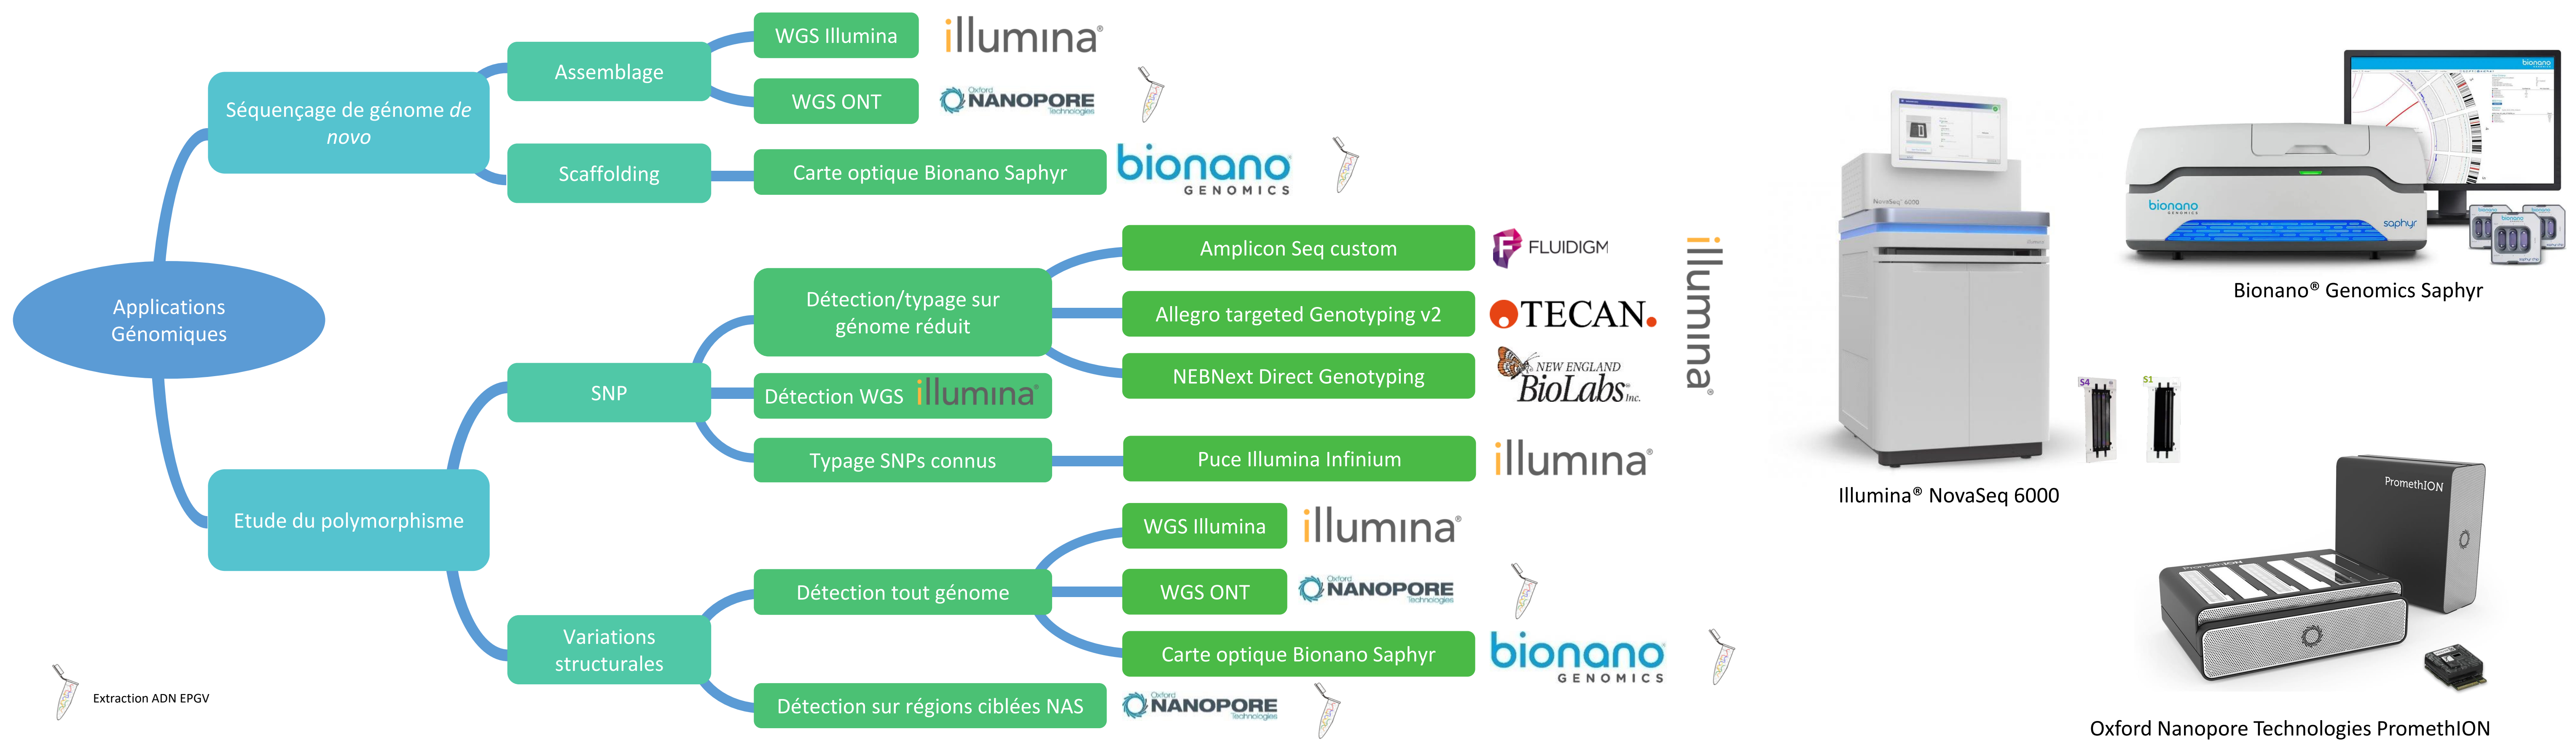 Applications
Génomiques
Séquençage de génome de
novo
Assemblage
WGS Illumina
illumina®
WGS ONT
Oxford
NANOPORE
Technologies
Scaffolding
Carte optique Bionano Saphyr
bionano
GENOMICS
Etude du polymorphisme
SNP
Détection/typage sur
génome réduit
Amplicon Seq custom
F FLUIDIGM
Allegro targeted Genotyping v2
TECAN.
NEBNext Direct Genotyping
NEW ENGLAND
BioLabs Inc.
illumina®
Détection WGS illumina®
Typage SNPs connus
Puce Illumina Infinium
illumina®
Variations
structurales
Détection tout génome
WGS Illumina
illumina®
WGS ONT
Oxford
NANOPORE
Technologies
Carte optique Bionano Saphyr
bionano
GENOMICS
Détection sur régions ciblées NAS
Oxford
NANOPORE
Technologies
Extraction ADN EPGV
NovaSeq 6000
S4
S1
Illumina® NovaSeq 6000
bionano
bionano
GENOMICS
saphyr
bionano
Bionano® Genomics Saphyr
PromethION
PromethION
Oxford Nanopore Technologies PromethION